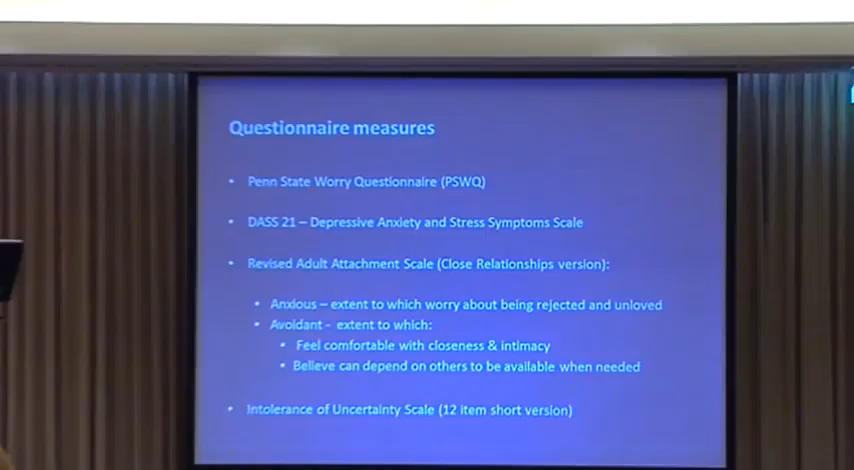 Questionnaire measures
• Penn State Worry Questionnaire (PSWQ)
• DASS 21 – Depressive Anxiety and Stress Symptoms Scale
• Revised Adult Attachment Scale (Close Relationships version):
• Anxious – extent to which worry about being rejected and unloved
• Avoidant - extent to which:
• Feel comfortable with closeness & intimacy
• Believe can depend on others to be available when needed
• Intolerance of Uncertainty Scale (12 item short version)